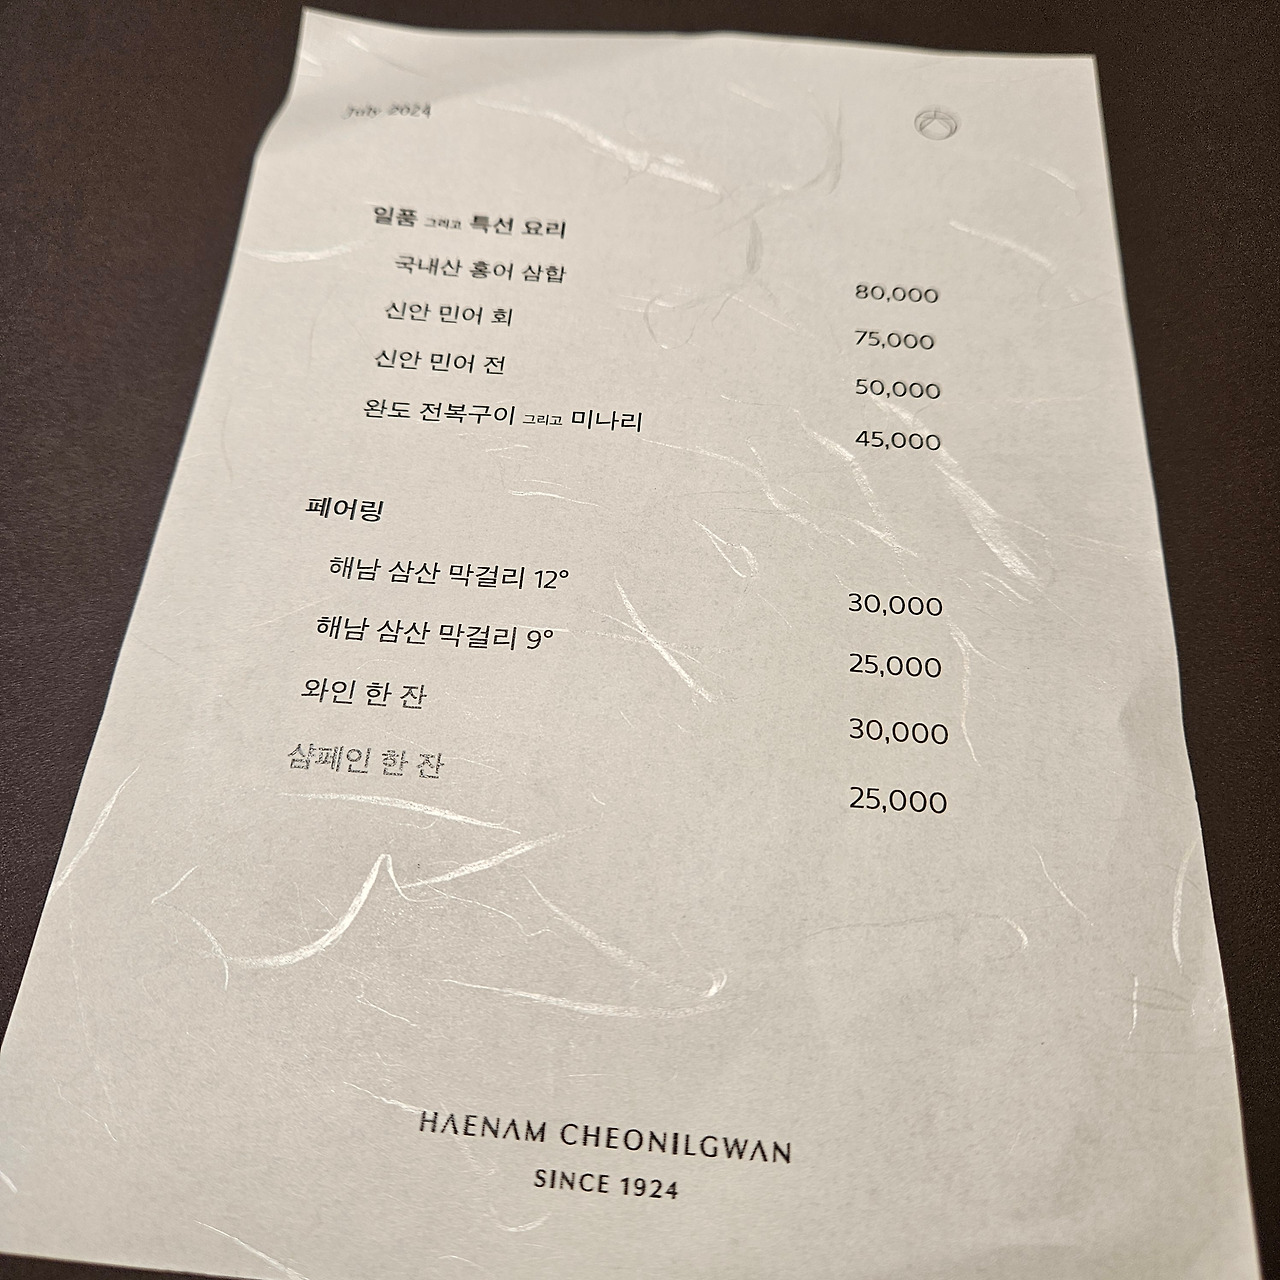 July 2024
일품 그리고 특선 요리
국내산 홍어 삼합 80,000
신안 민어 회 75,000
신안 민어 전 50,000
완도 전복구이 그리고 미나리 45,000
페어링
해남 삼산 막걸리 12° 30,000
해남 삼산 막걸리 9° 25,000
와인 한 잔 30,000
샴페인 한 잔 25,000
HAENAM CHEONILGWAN
SINCE 1924